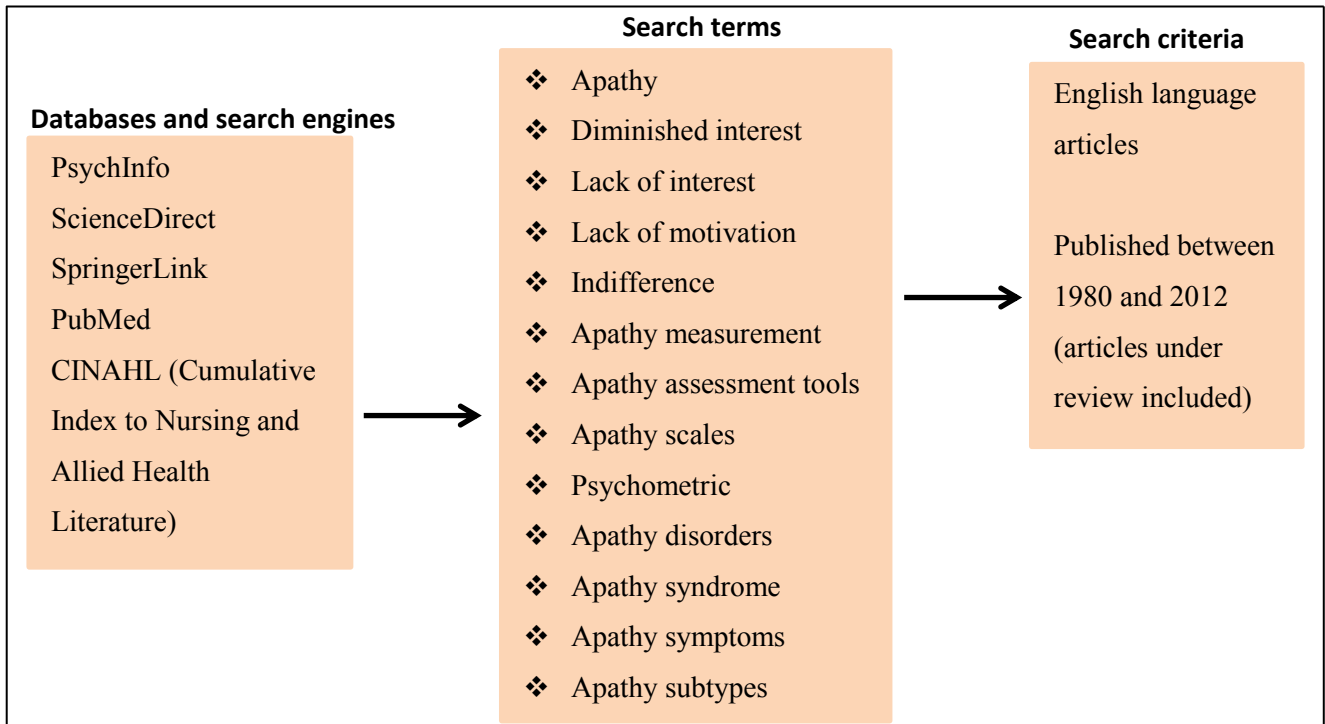 Databases and search engines
PsychInfo
ScienceDirect
SpringerLink
PubMed
CINAHL (Cumulative
Index to Nursing and
Allied Health
Literature)
Search terms
❖ Apathy
❖ Diminished interest
❖ Lack of interest
❖ Lack of motivation
❖ Indifference
❖ Apathy measurement
❖ Apathy assessment tools
❖ Apathy scales
❖ Psychometric
❖ Apathy disorders
❖ Apathy syndrome
❖ Apathy symptoms
❖ Apathy subtypes
Search criteria
English language
articles
Published between
1980 and 2012
(articles under
review included)